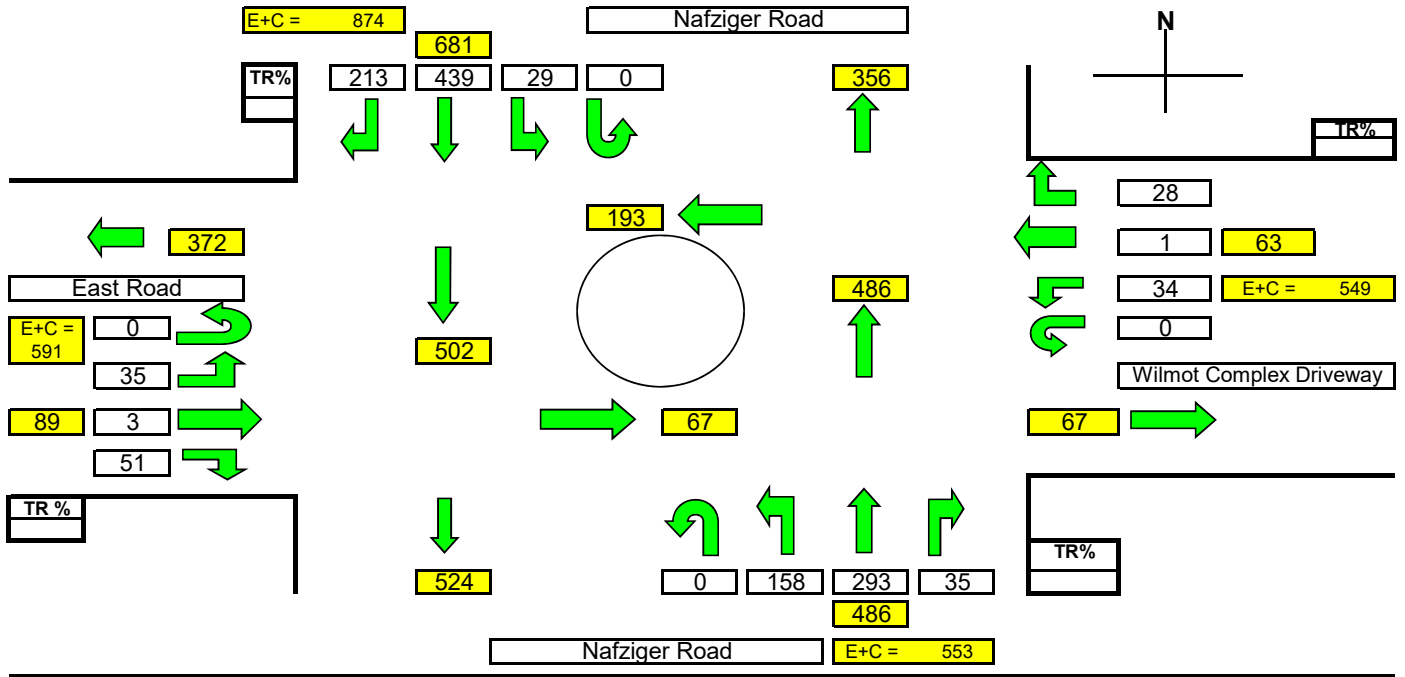 E+C = 874
Nafziger Road
N
681
TR%
213 439 29 0
356
TR%
28
193
372
1 63
East Road
486
34 E+C = 549
E+C =
591
0
0
502
35
Wilmot Complex Driveway
89 3
67
67
51
TR %
TR%
524
0 158 293 35
486
Nafziger Road
E+C = 553